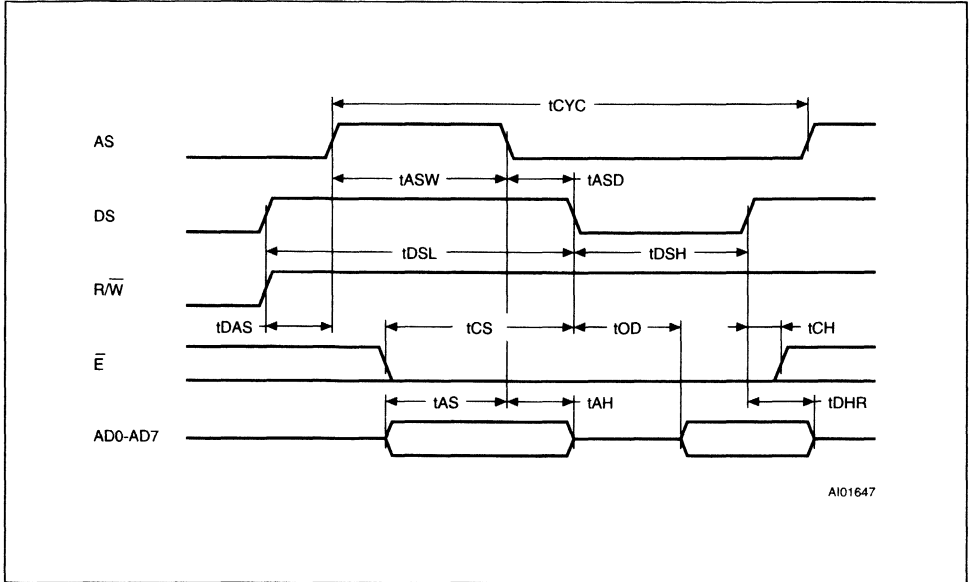 tCYC
AS
tASW
tASD
DS
tDSL
tDSH
R/W̅
tDAS
tCS
tOD
tCH
E̅
tAS
tAH
tDHR
AD0-AD7
AI01647